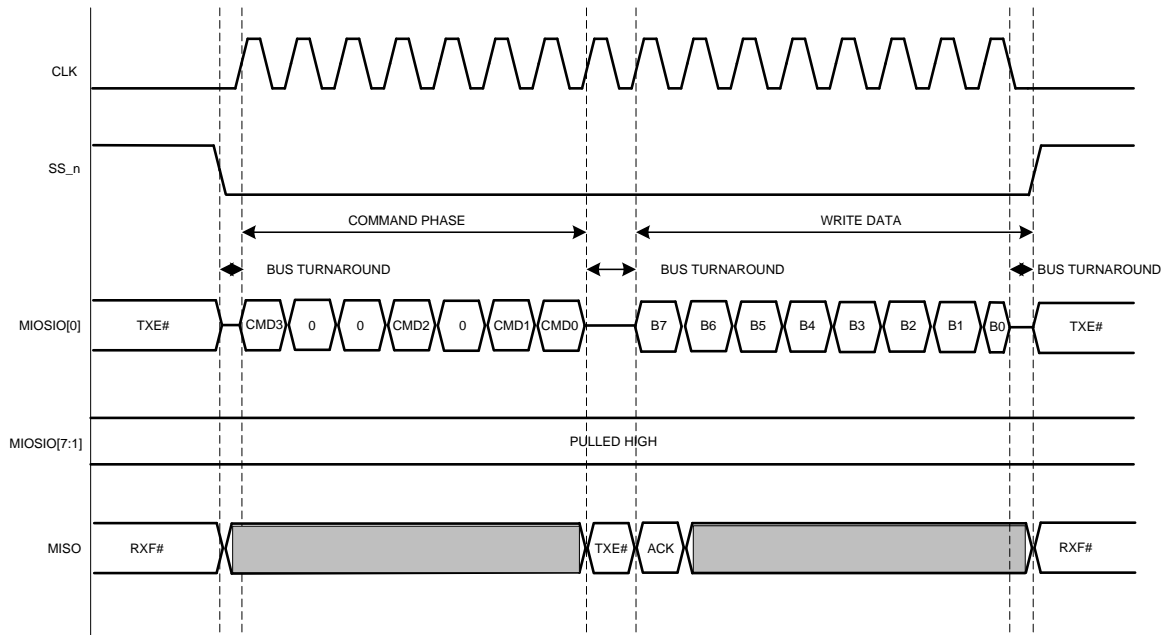 CLK
SS_n
COMMAND PHASE WRITE DATA
BUS TURNAROUND BUS TURNAROUND BUS TURNAROUND
MIOSIO[0] TXE# CMD3 0 0 CMD2 0 CMD1 CMD0 B7 B6 B5 B4 B3 B2 B1 B0 TXE#
MIOSIO[7:1] PULLED HIGH
MISO RXF# TXE# ACK RXF#